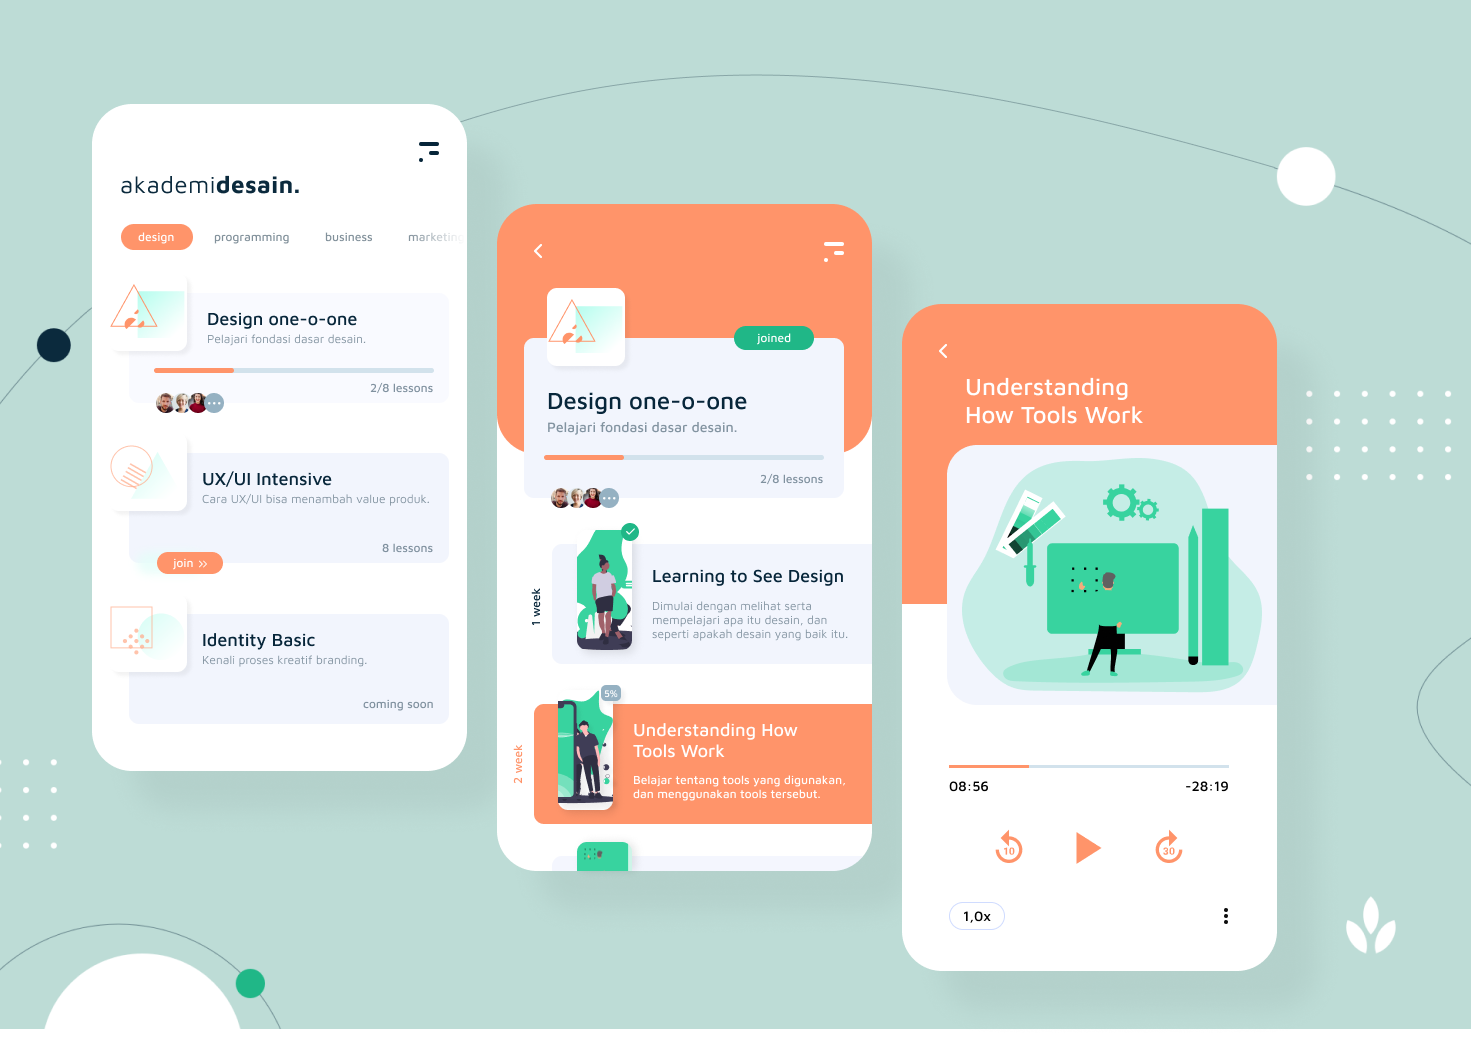 akademidesain.
design programming business marketing
Design one-o-one
Pelajari fondasi dasar desain.
2/8 lessons
UX/UI Intensive
Cara UX/UI bisa menambah value produk.
8 lessons
join
Identity Basic
Kenali proses kreatif branding.
coming soon
joined
Design one-o-one
Pelajari fondasi dasar desain.
2/8 lessons
1 week
Learning to See Design
Dimulai dengan melihat serta
mempelajari apa itu desain, dan
seperti apakah desain yang baik itu.
5%
2 week
Understanding How
Tools Work
Belajar tentang tools yang digunakan,
dan menggunakan tools tersebut.
Understanding
How Tools Work
08:56
-28:19
10
30
1,0x